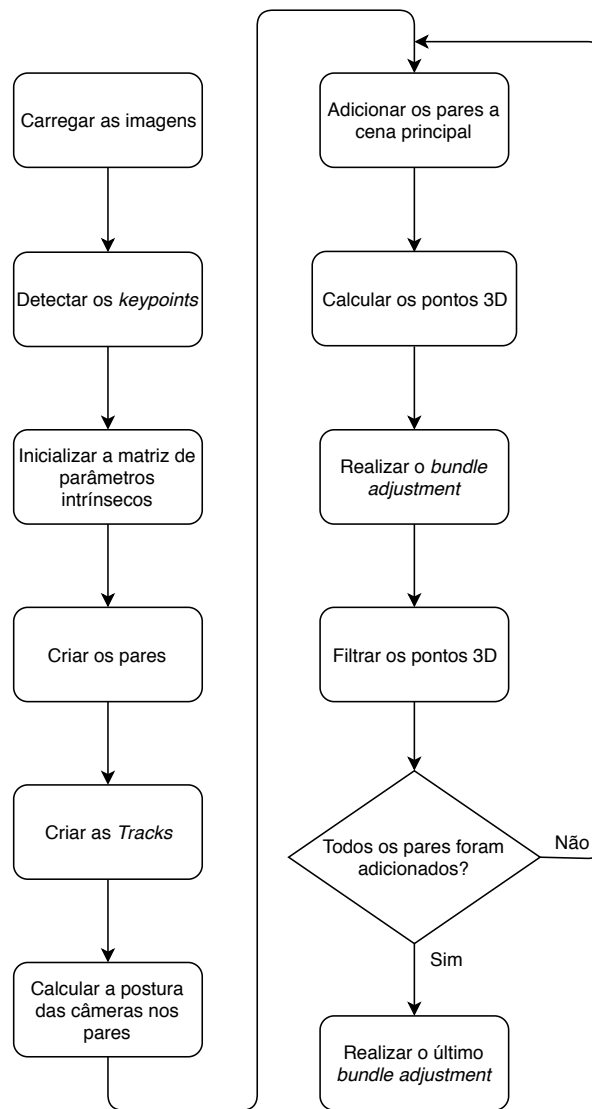 Carregar as imagens
Detectar os keypoints
Inicializar a matriz de
parâmetros
intrínsecos
Criar os pares
Criar as Tracks
Calcular a postura
das câmeras nos
pares
Adicionar os pares a
cena principal
Calcular os pontos 3D
Realizar o bundle
adjustment
Filtrar os pontos 3D
Todos os pares foram
adicionados?
Não
Sim
Realizar o último
bundle adjustment